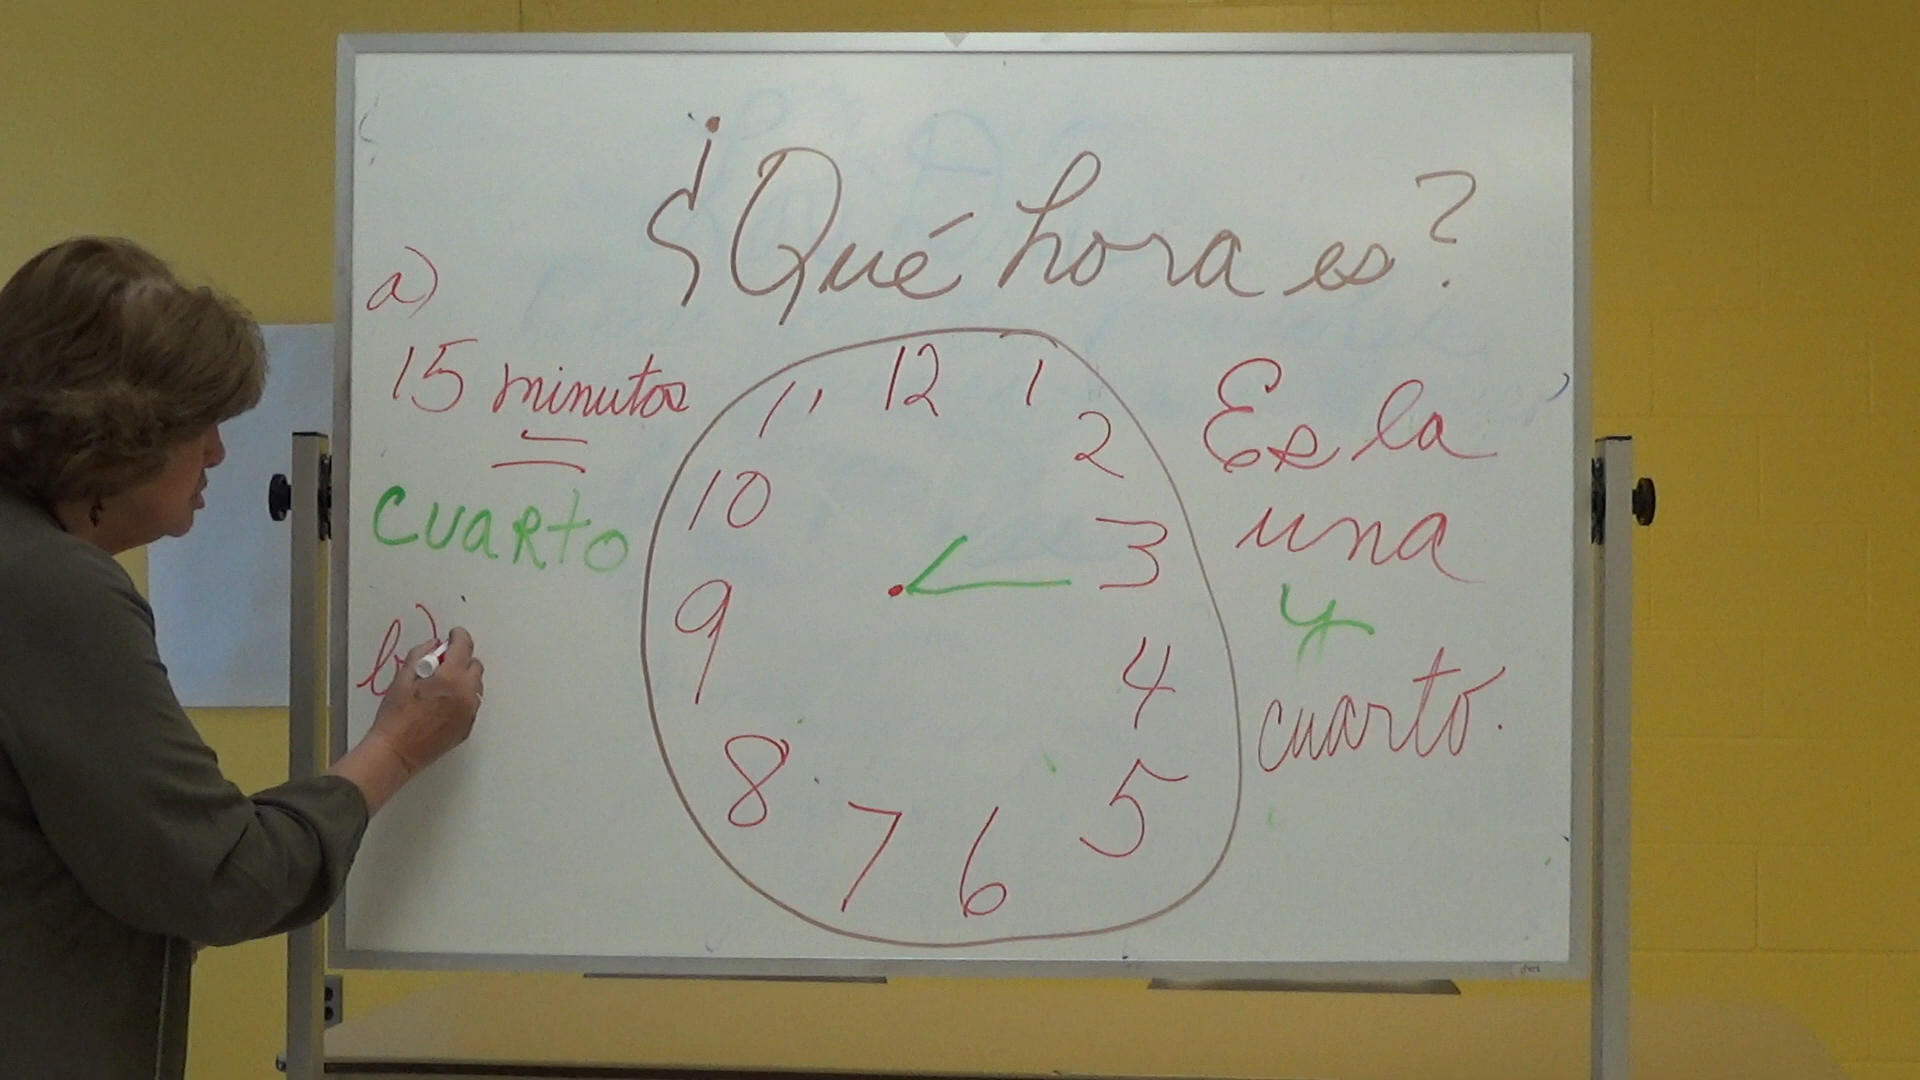 ¿Qué hora es?
a)
15 minutos
=
cuarto
b)
12
1
2
3
4
5
6
7
8
9
10
11
Es la
una
y
cuarto.